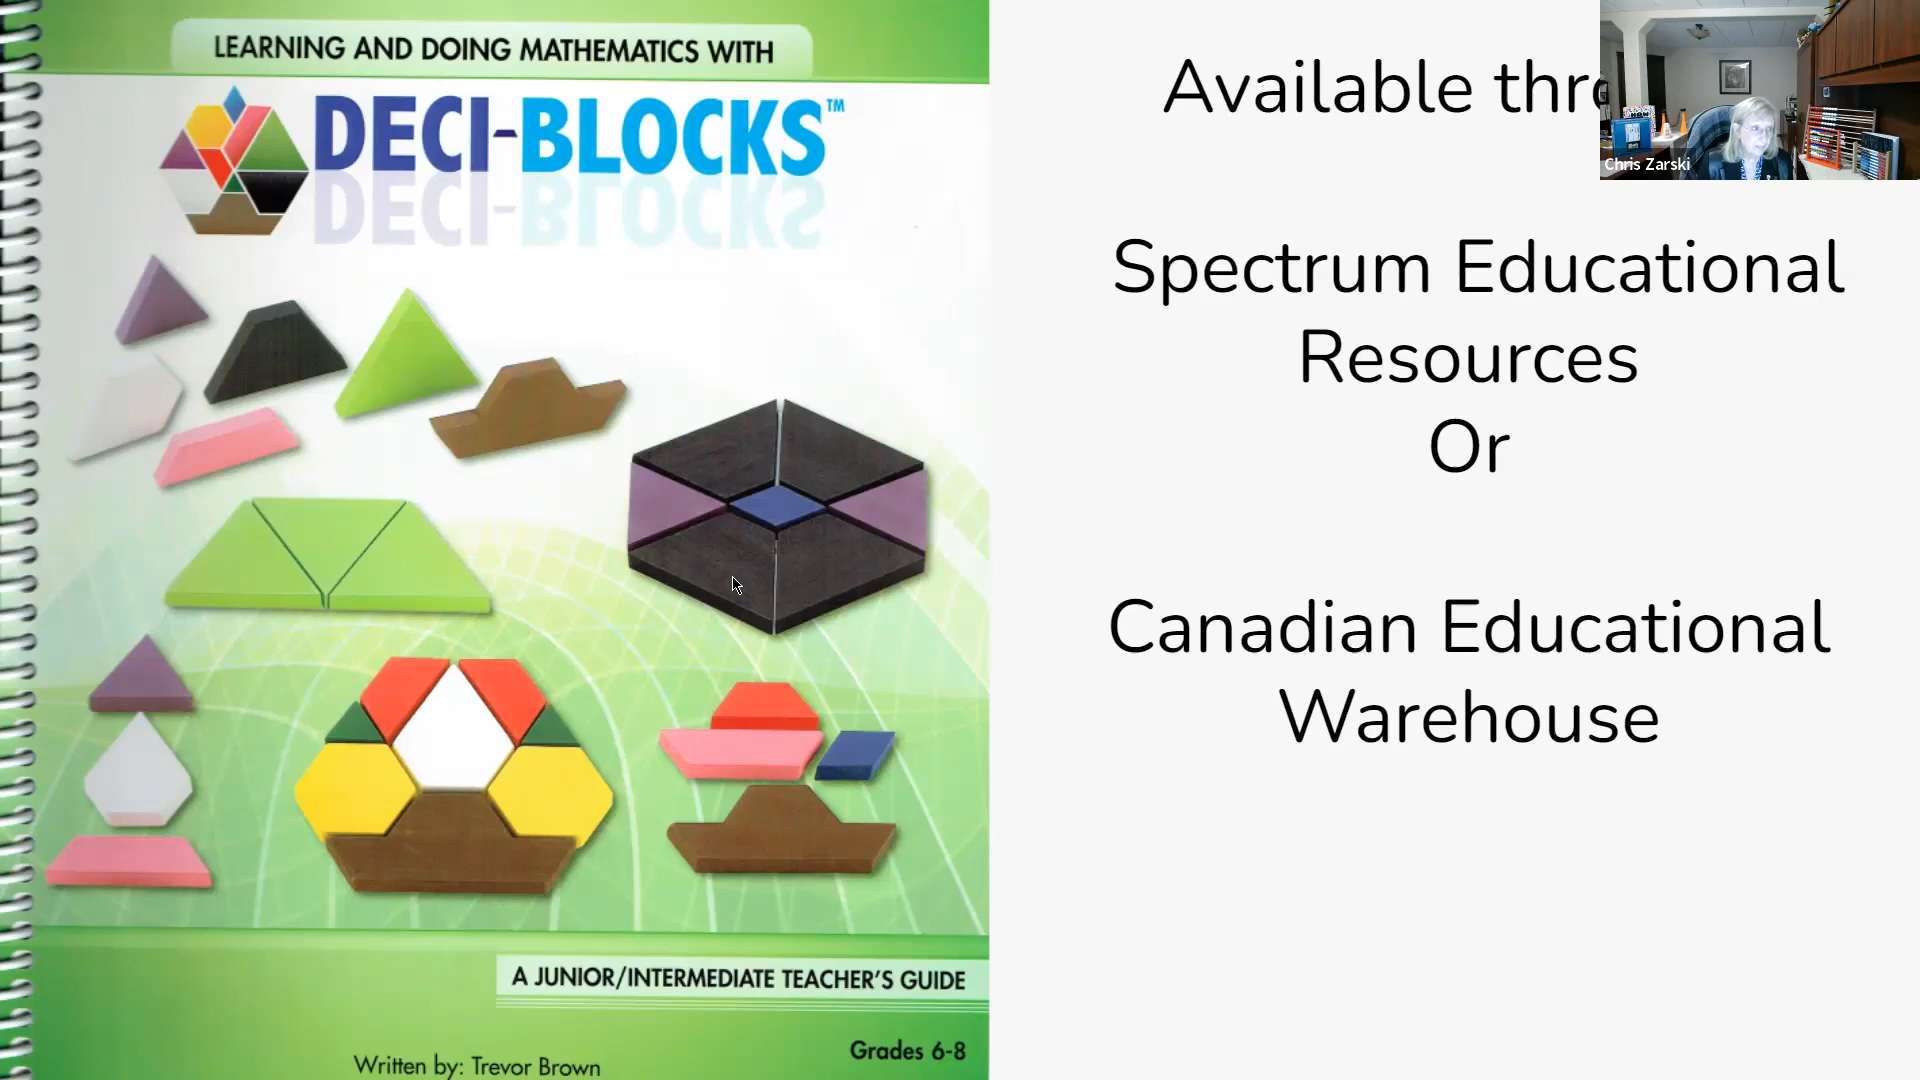 LEARNING AND DOING MATHEMATICS WITH
DECI-BLOCKS™
A JUNIOR/INTERMEDIATE TEACHER'S GUIDE
Grades 6-8
Written by: Trevor Brown
Available
Spectrum Educational
Resources
Or
Canadian Educational
Warehouse
Chris Zarski